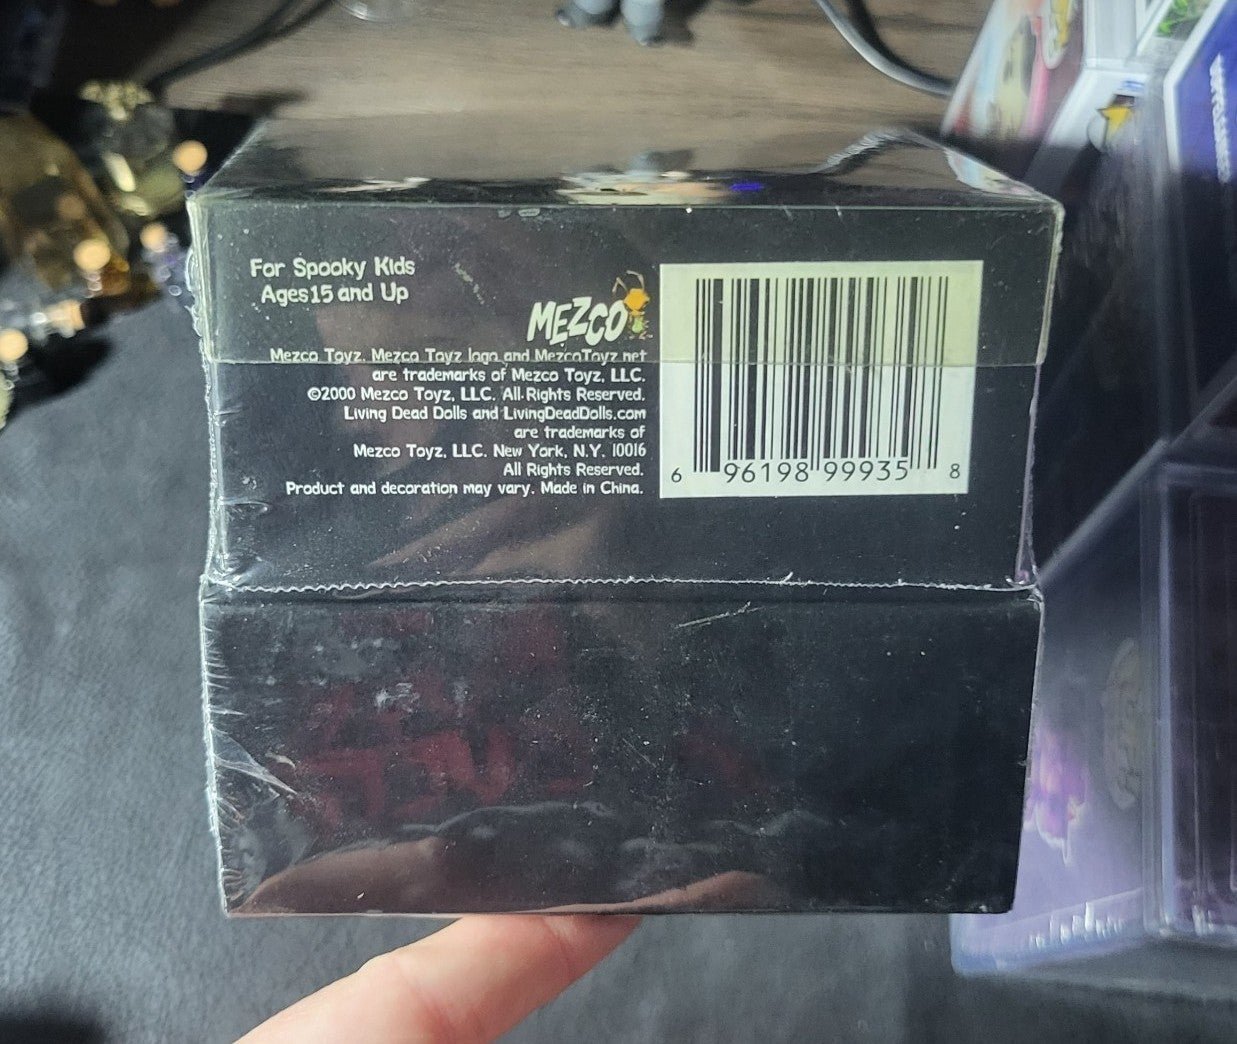 For Spooky Kids
Ages 15 and Up
MEZCO
Mezco Toyz, Mezco Toyz logo and MezcoToyz.net
are trademarks of Mezco Toyz, LLC.
©2000 Mezco Toyz, LLC. All Rights Reserved.
Living Dead Dolls and LivingDeadDolls.com
are trademarks of
Mezco Toyz, LLC. New York, N.Y. 10016
All Rights Reserved.
Product and decoration may vary. Made in China.
6 96198 99935 8